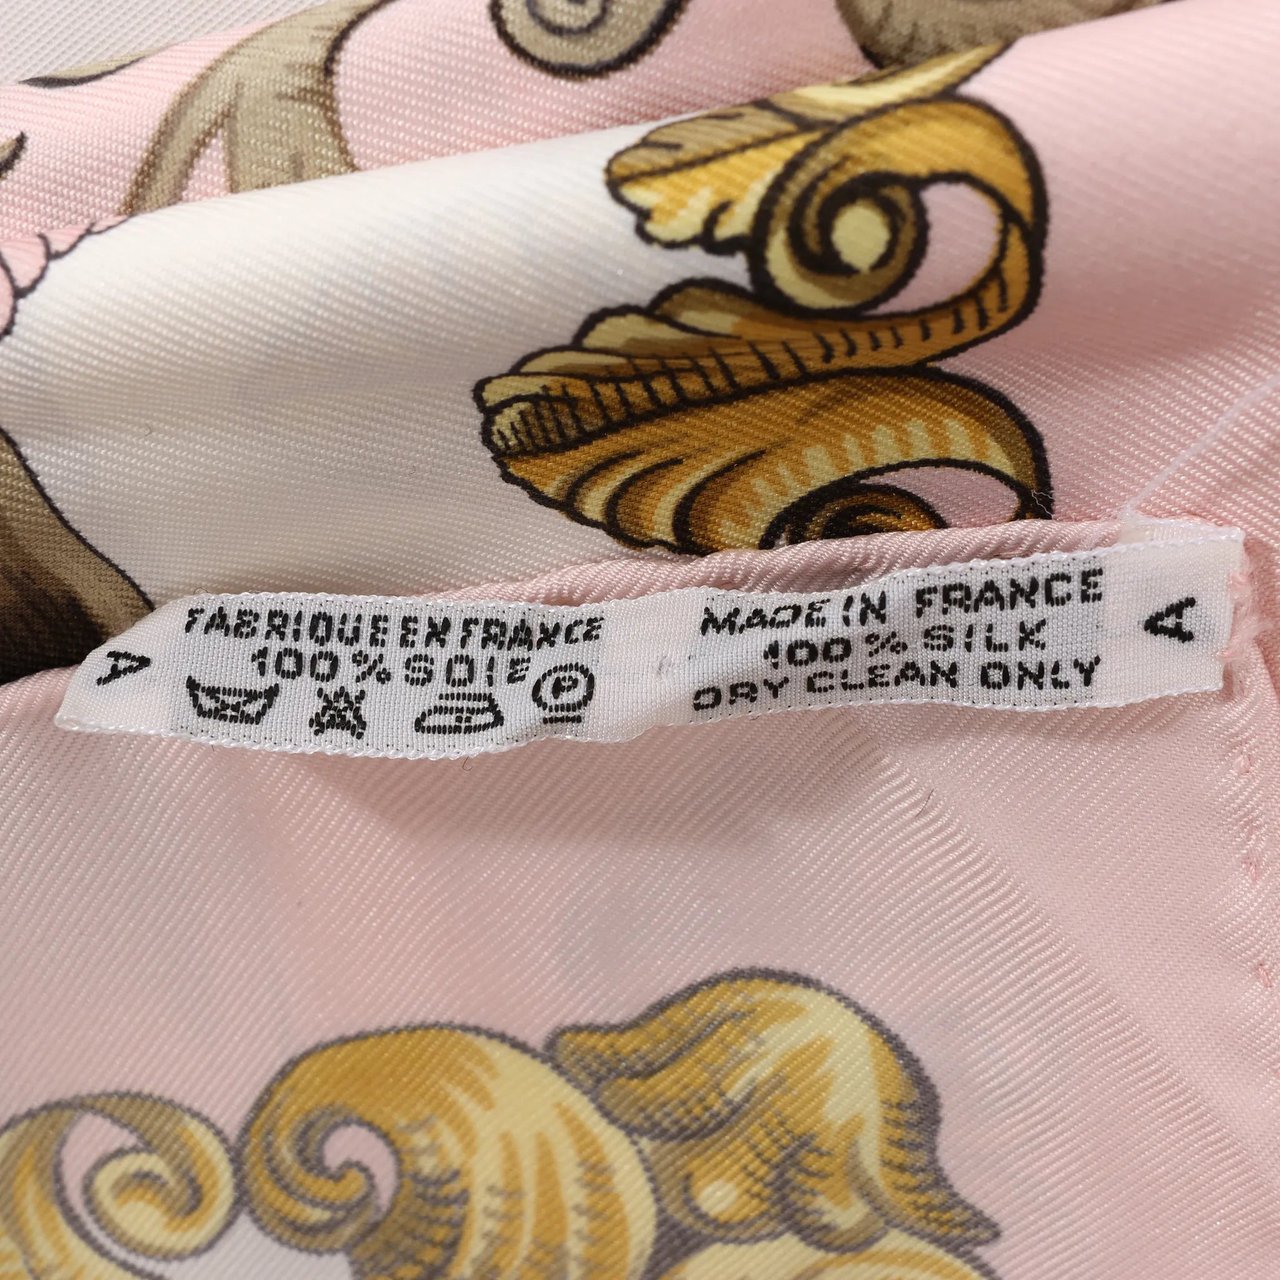 A
FABRIQUE EN FRANCE
100% SOIE
P
MADE IN FRANCE
100% SILK
DRY CLEAN ONLY
A